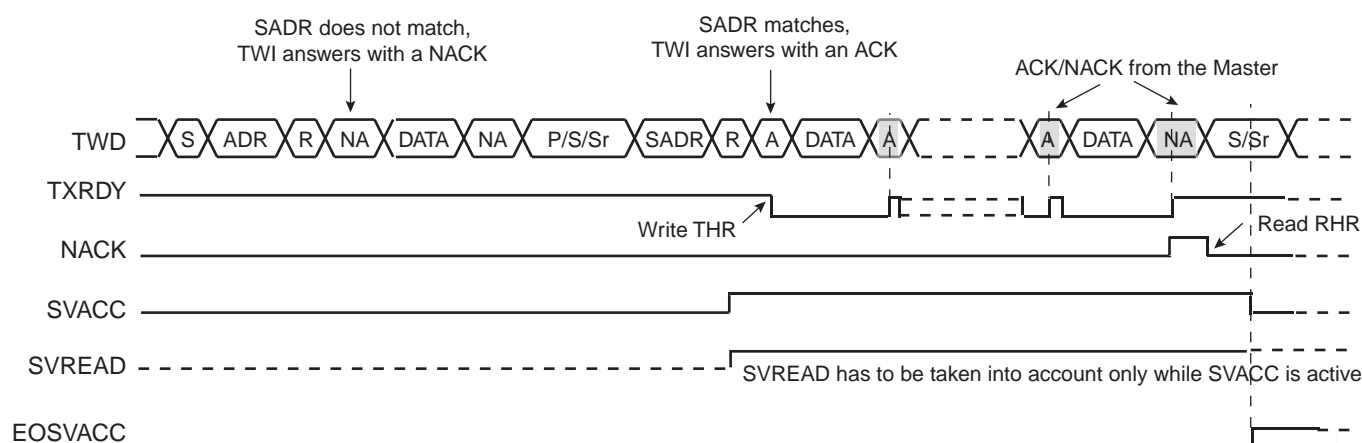 SADR does not match,
TWI answers with a NACK
SADR matches,
TWI answers with an ACK
ACK/NACK from the Master
TWD S ADR R NA DATA NA P/S/Sr SADR R A DATA A A DATA NA S/Sr
TXRDY
Write THR
Read RHR
NACK
SVACC
SVREAD
SVREAD has to be taken into account only while SVACC is active
EOSVACC